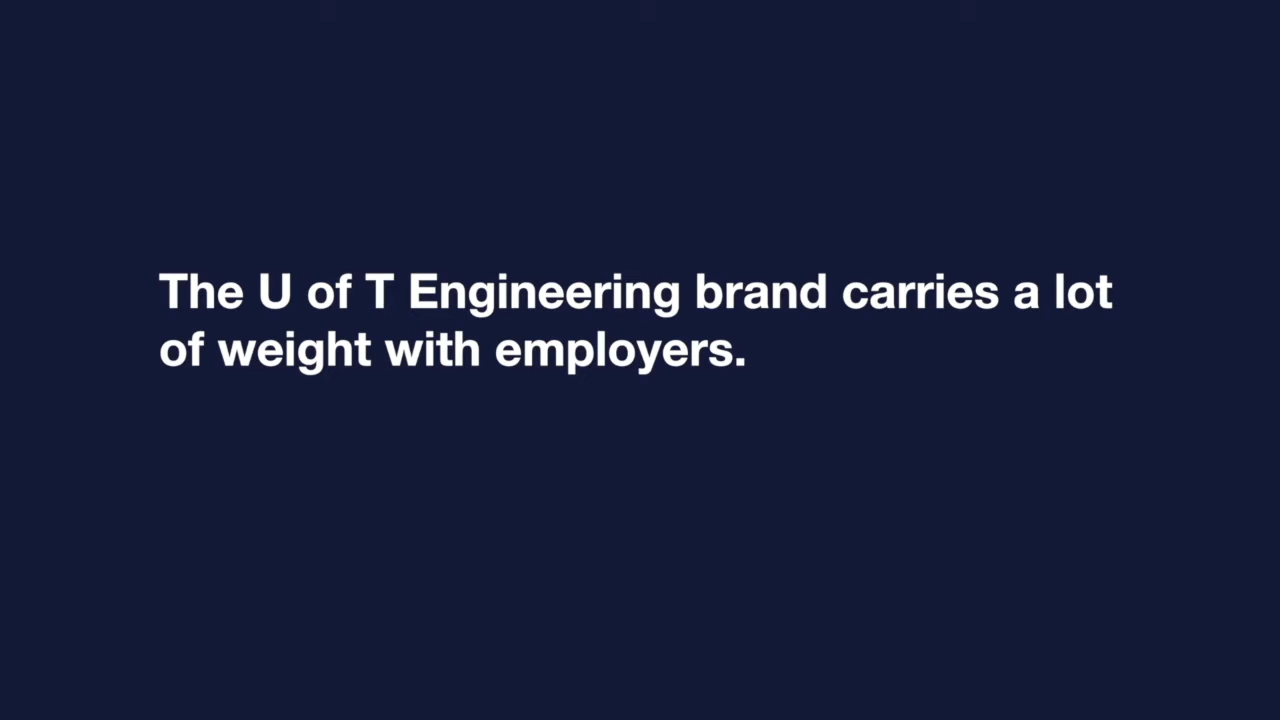 The U of T Engineering brand carries a lot
of weight with employers.